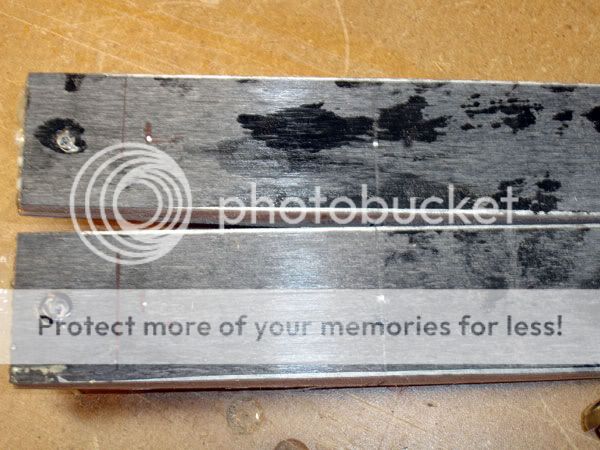 photobucket
Protect more of your memories for less!